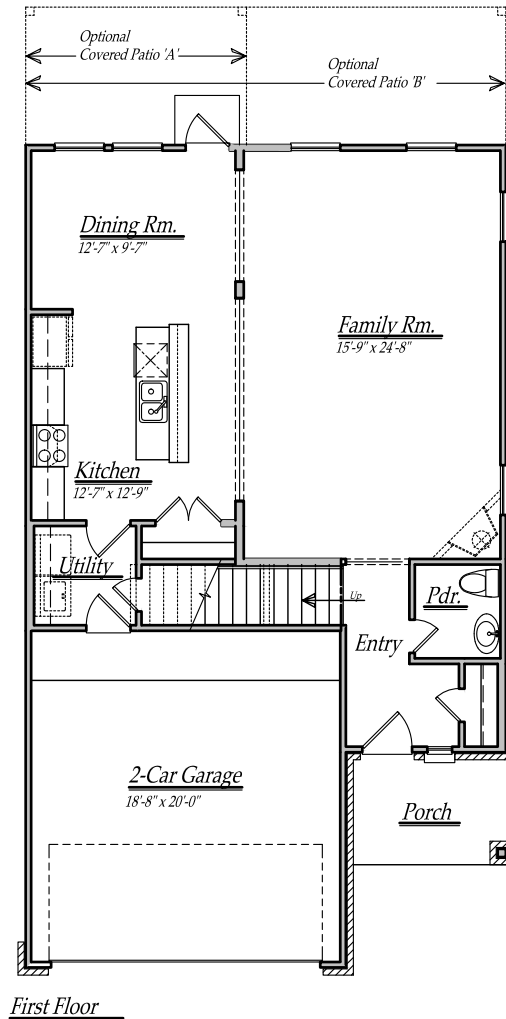 Optional
Covered Patio 'A'
Optional
Covered Patio 'B'
Dining Rm.
12'-7" x 9'-7"
Family Rm.
15'-9" x 24'-8"
Kitchen
12'-7" x 12'-9"
Utility
Up
Pdr.
Entry
2-Car Garage
18'-8" x 20'-0"
Porch
First Floor